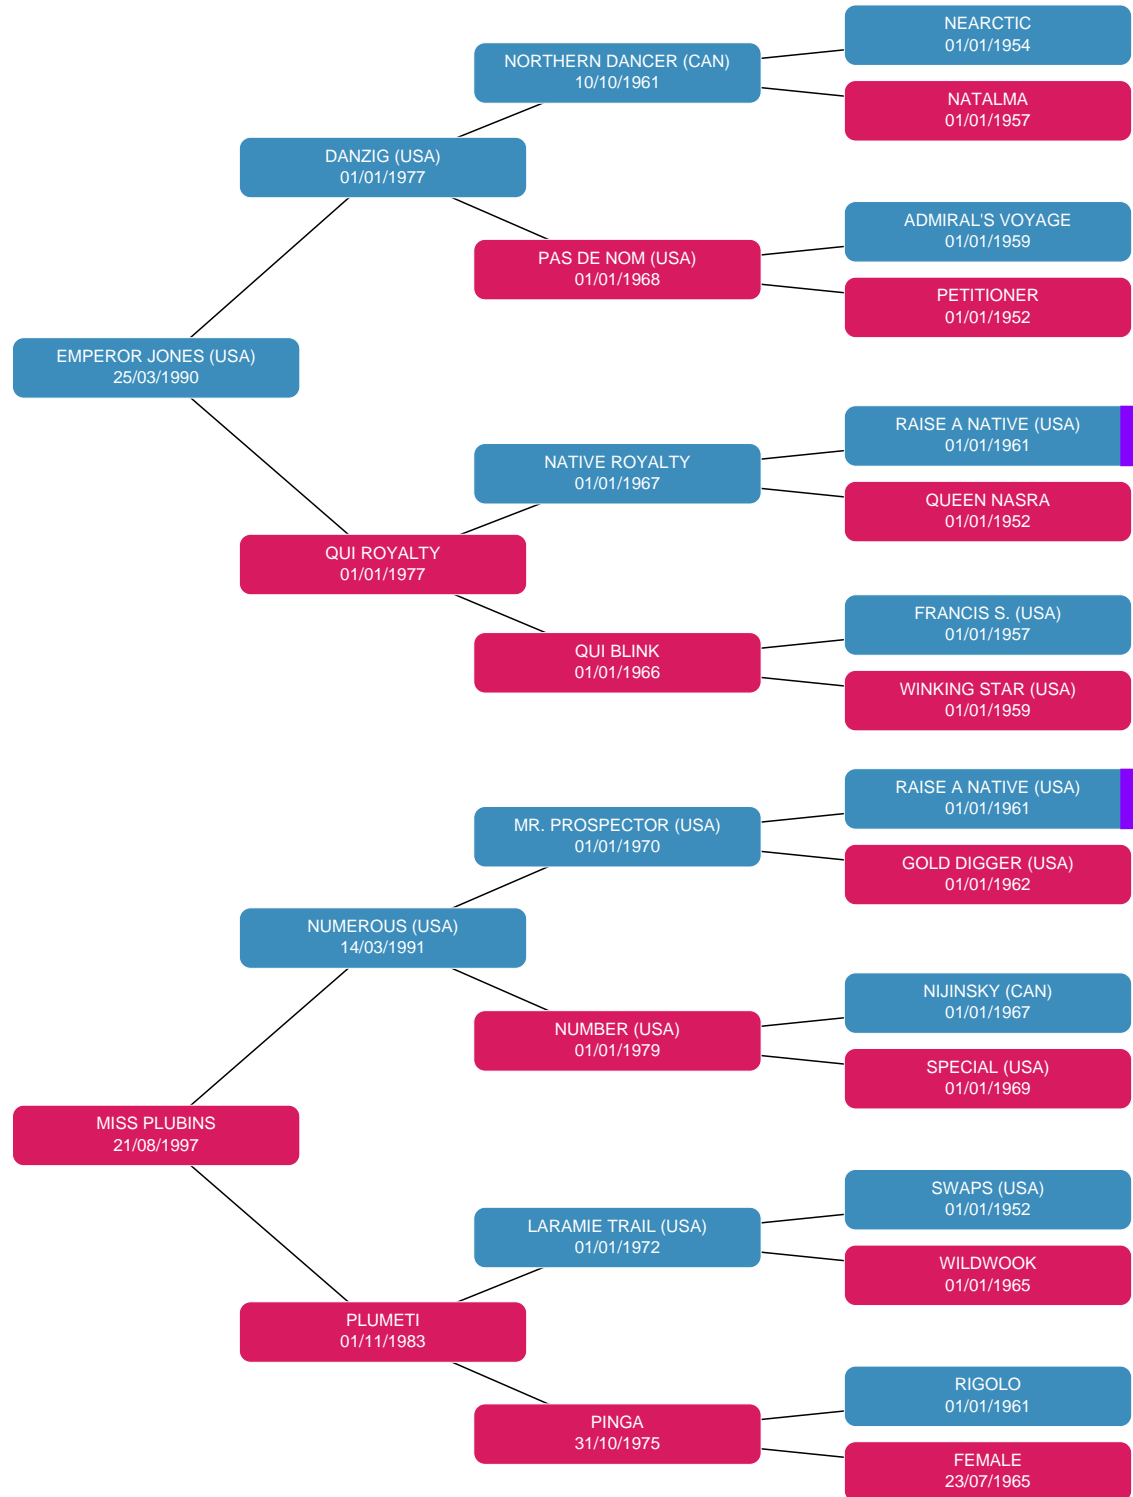 NEARCTIC
01/01/1954
NORTHERN DANCER (CAN)
10/10/1961
NATALMA
01/01/1957
DANZIG (USA)
01/01/1977
ADMIRAL'S VOYAGE
01/01/1959
PAS DE NOM (USA)
01/01/1968
PETITIONER
01/01/1952
EMPEROR JONES (USA)
25/03/1990
RAISE A NATIVE (USA)
01/01/1961
NATIVE ROYALTY
01/01/1967
QUEEN NASRA
01/01/1952
QUI ROYALTY
01/01/1977
FRANCIS S. (USA)
01/01/1957
QUI BLINK
01/01/1966
WINKING STAR (USA)
01/01/1959
RAISE A NATIVE (USA)
01/01/1961
MR. PROSPECTOR (USA)
01/01/1970
GOLD DIGGER (USA)
01/01/1962
NUMEROUS (USA)
14/03/1991
NIJINSKY (CAN)
01/01/1967
NUMBER (USA)
01/01/1979
SPECIAL (USA)
01/01/1969
MISS PLUBINS
21/08/1997
SWAPS (USA)
01/01/1952
LARAMIE TRAIL (USA)
01/01/1972
WILDWOOK
01/01/1965
PLUMETI
01/11/1983
RIGOLO
01/01/1961
PINGA
31/10/1975
FEMALE
23/07/1965